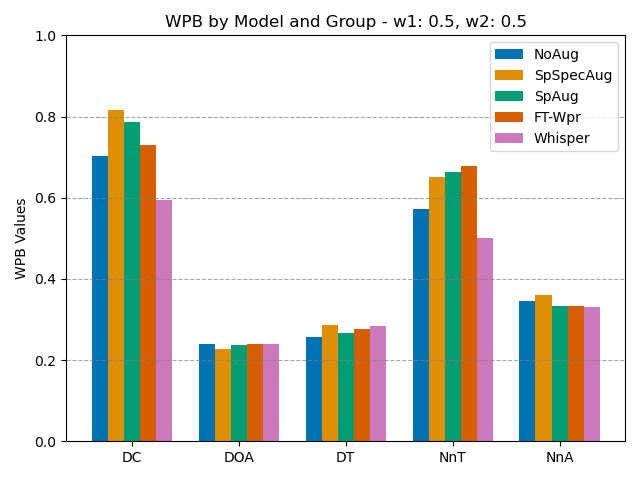 WPB by Model and Group - w1: 0.5, w2: 0.5
WPB Values
1.0
0.8
0.6
0.4
0.2
0.0
NoAug
SpSpecAug
SpAug
FT-Wpr
Whisper
DC
DOA
DT
NnT
NnA